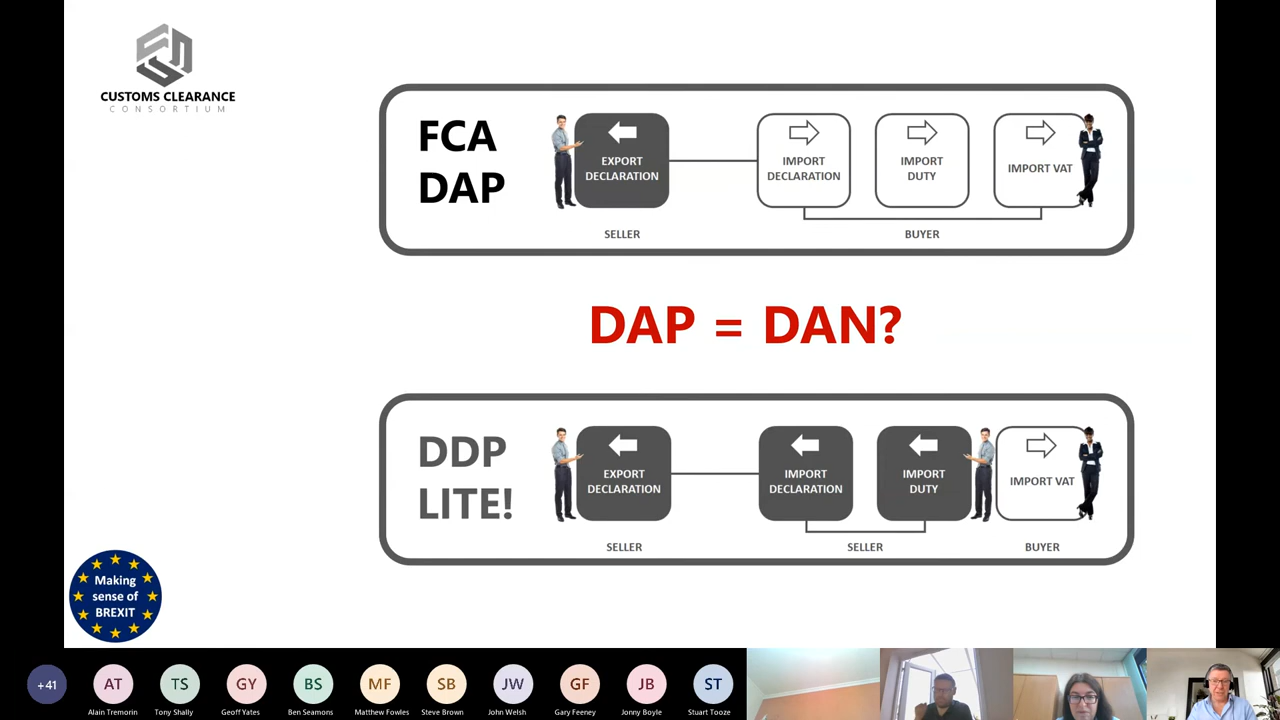 CUSTOMS CLEARANCE
CONSORTIUM
FCA
DAP
EXPORT
DECLARATION
IMPORT
DECLARATION
IMPORT
DUTY
IMPORT VAT
SELLER
BUYER
DAP = DAN?
DDP
LITE!
EXPORT
DECLARATION
IMPORT
DECLARATION
IMPORT
DUTY
IMPORT VAT
SELLER
SELLER
BUYER
Making
sense of
BREXIT
+41
AT
TS
GY
BS
MF
SB
JW
GF
JB
ST
Alain Tremorin
Tony Shally
Geoff Yates
Ben Seamons
Matthew Fowles
Steve Brown
John Welsh
Gary Feeney
Jonny Boyle
Stuart Tooze